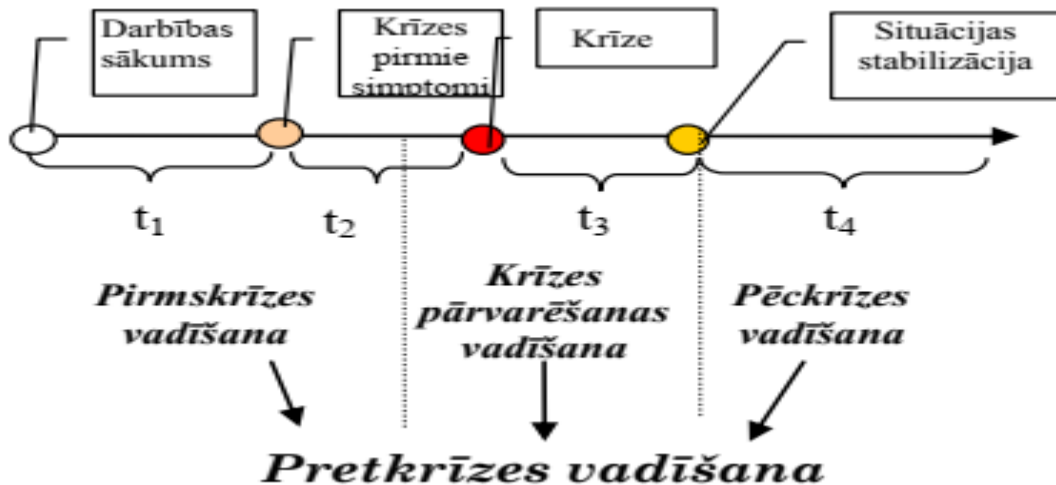 Darbības
sākums
Krīzes
pirmie
simptomi
Krīze
Situācijas
stabilizācija
t₁
t₂
t₃
t₄
Pirmskrīzes
vadīšana
Krīzes
pārvarēšanas
vadīšana
Pēckrīzes
vadīšana
Pretkrīzes vadīšana